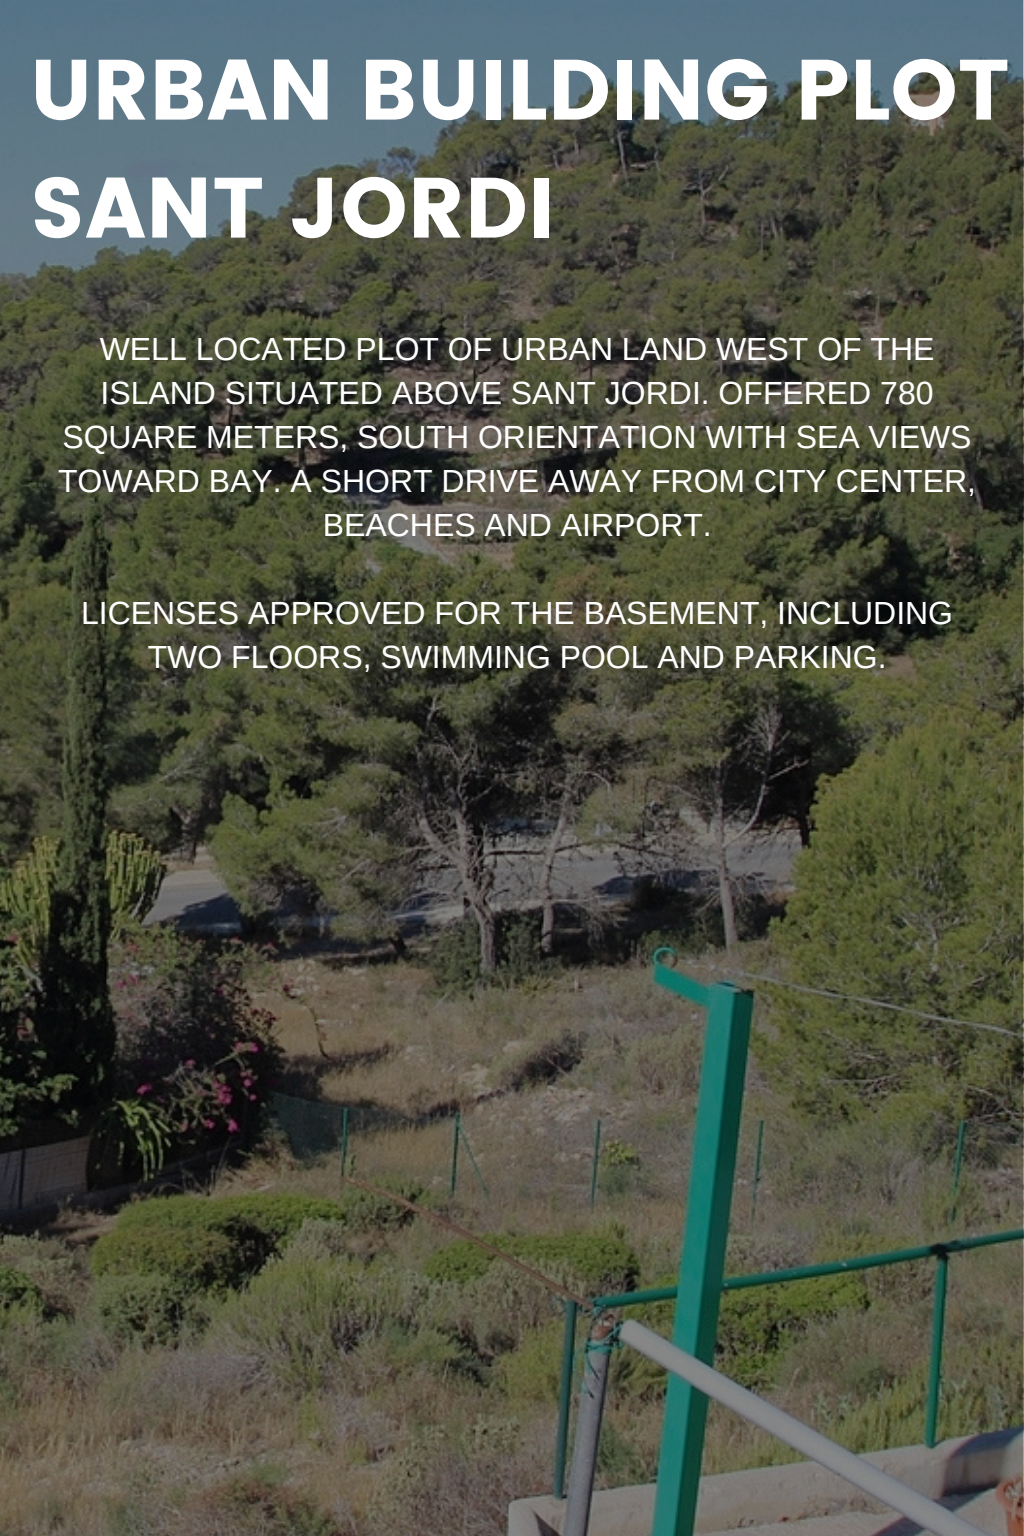 URBAN BUILDING PLOT
SANT JORDI
WELL LOCATED PLOT OF URBAN LAND WEST OF THE
ISLAND SITUATED ABOVE SANT JORDI. OFFERED 780
SQUARE METERS, SOUTH ORIENTATION WITH SEA VIEWS
TOWARD BAY. A SHORT DRIVE AWAY FROM CITY CENTER,
BEACHES AND AIRPORT.
LICENSES APPROVED FOR THE BASEMENT, INCLUDING
TWO FLOORS, SWIMMING POOL AND PARKING.